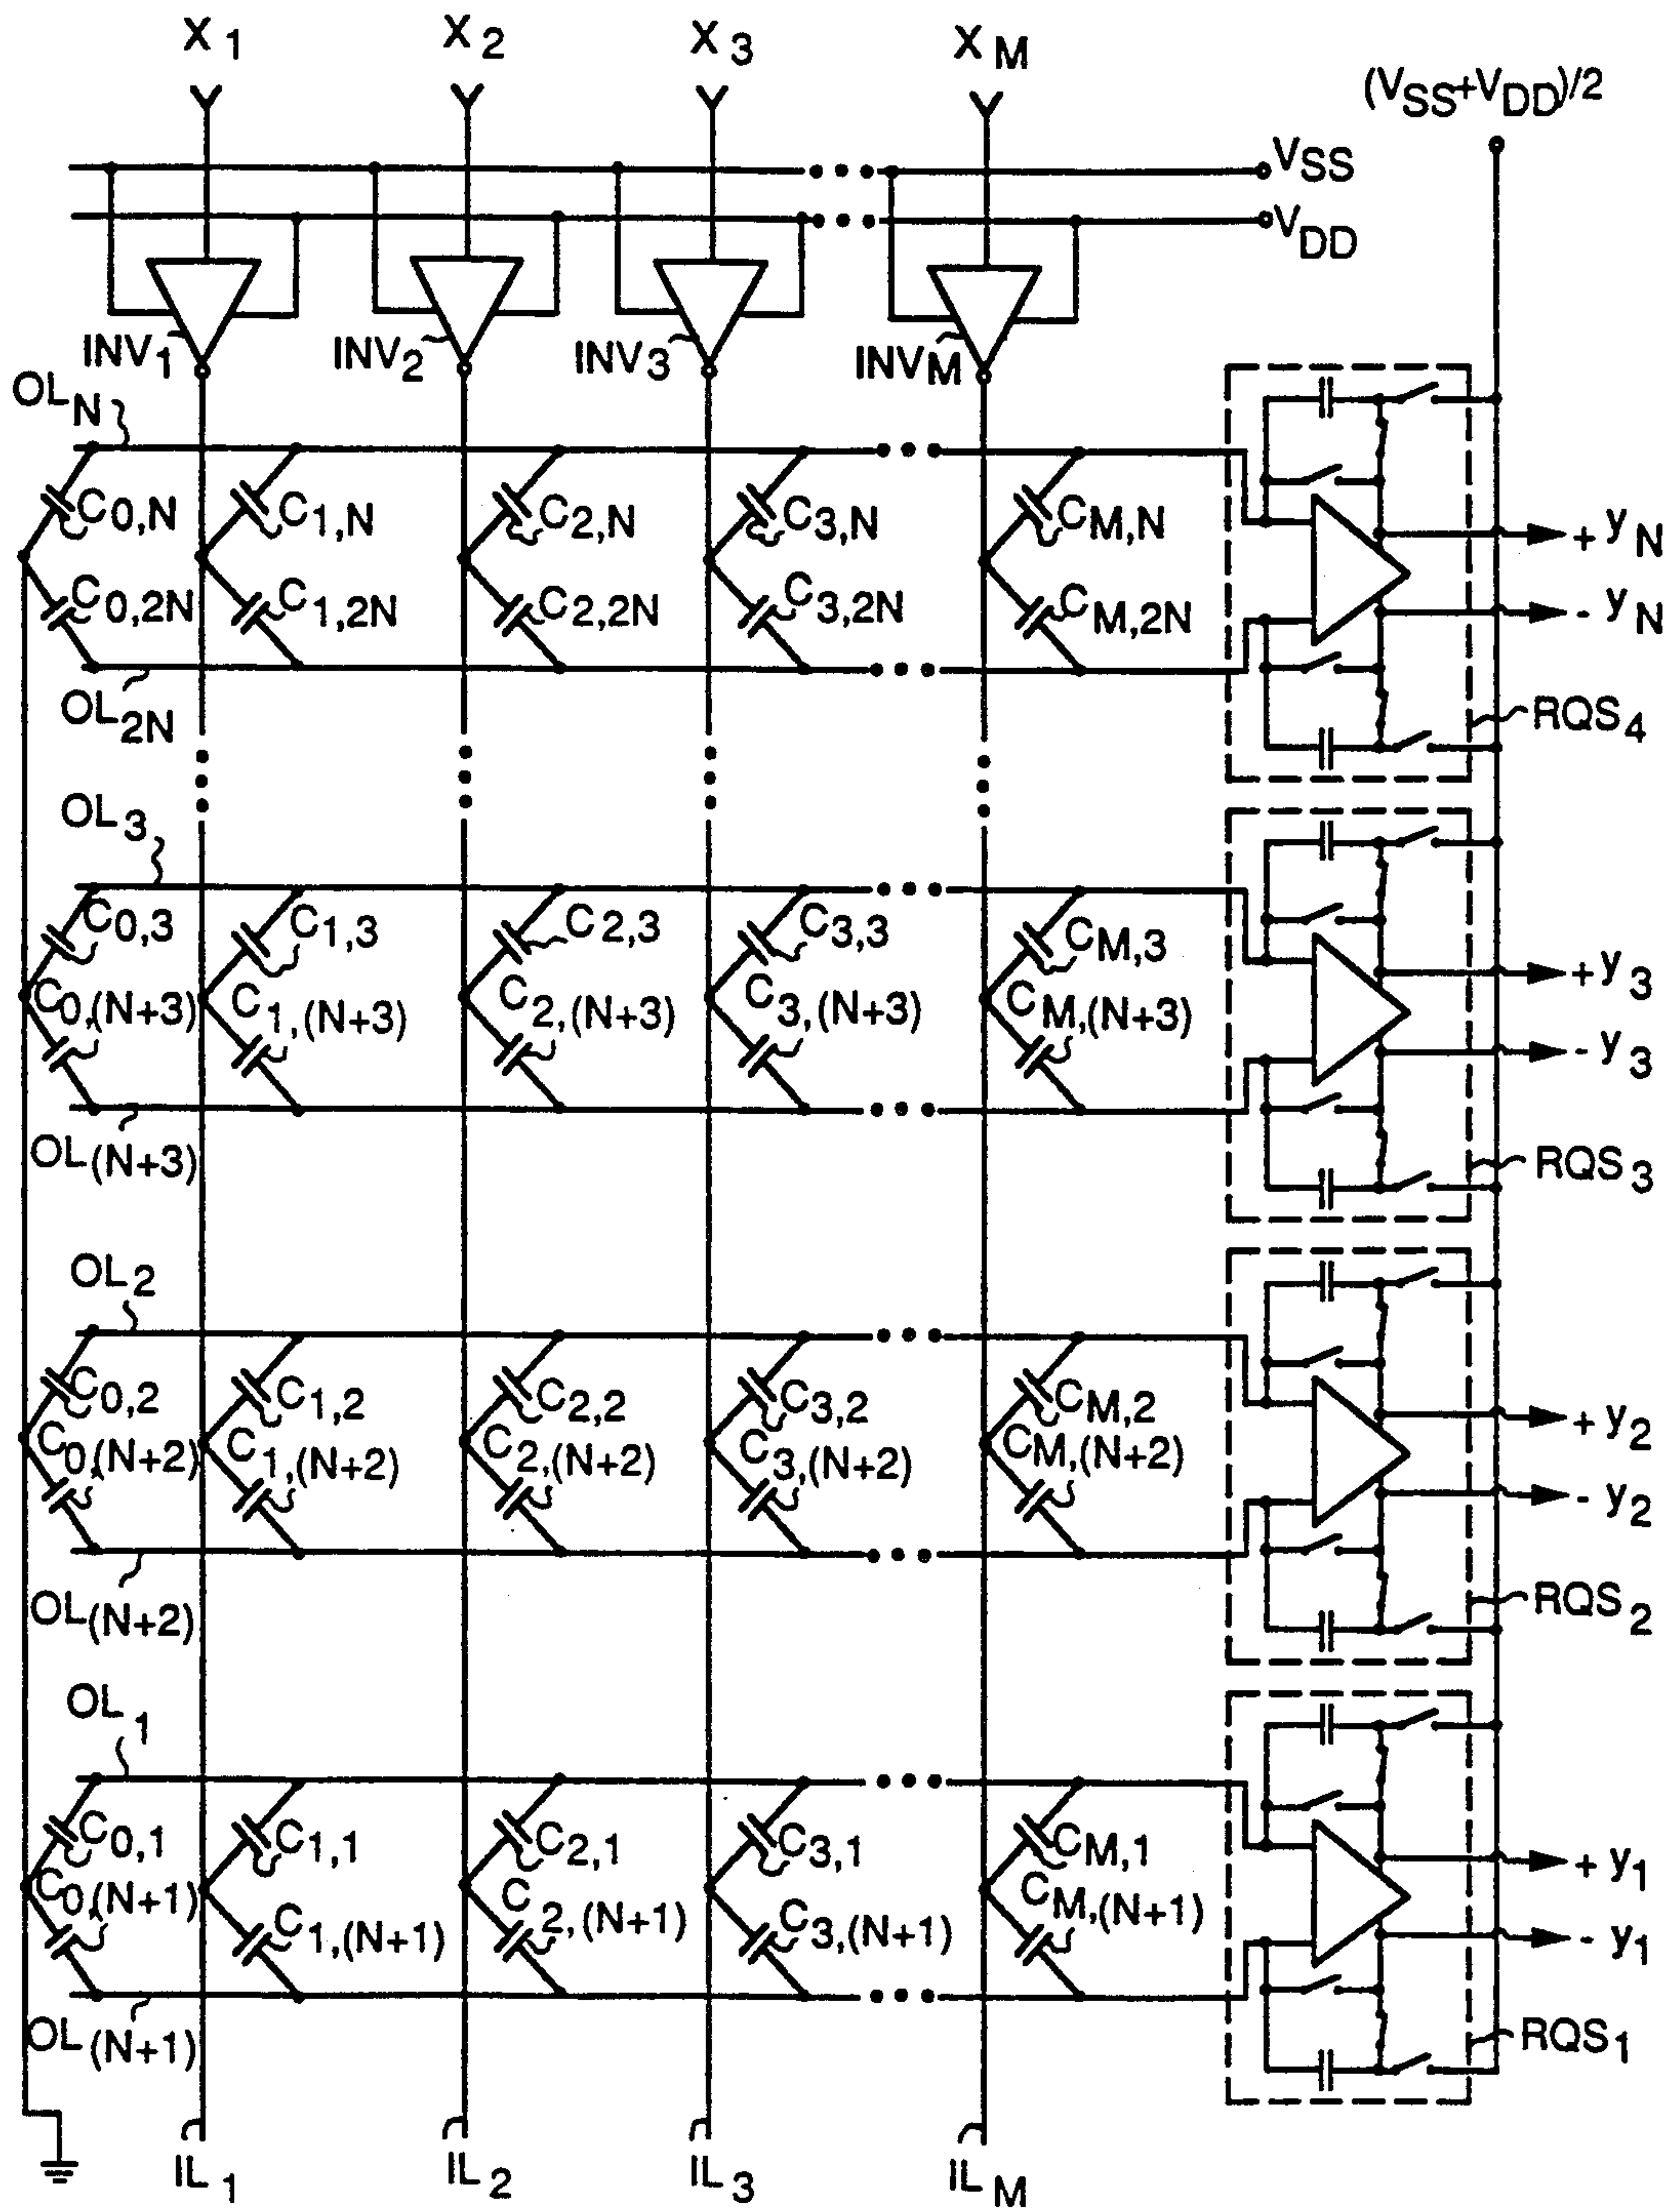 X1 X2 X3 XM
(VSS+VDD)/2
VSS
VDD
INV1 INV2 INV3 INVM
OLN
C0,N C1,N C2,N C3,N CM,N
+ yN
C0,2N C1,2N C2,2N C3,2N CM,2N
- yN
OL2N
RQS4
OL3
C0,3 C1,3 C2,3 C3,3 CM,3
+ y3
C0,(N+3) C1,(N+3) C2,(N+3) C3,(N+3) CM,(N+3)
- y3
OL(N+3)
RQS3
OL2
C0,2 C1,2 C2,2 C3,2 CM,2
+ y2
C0,(N+2) C1,(N+2) C2,(N+2) C3,(N+2) CM,(N+2)
- y2
OL(N+2)
RQS2
OL1
C0,1 C1,1 C2,1 C3,1 CM,1
+ y1
C0,(N+1) C1,(N+1) C2,(N+1) C3,(N+1) CM,(N+1)
- y1
OL(N+1)
RQS1
IL1 IL2 IL3 ILM